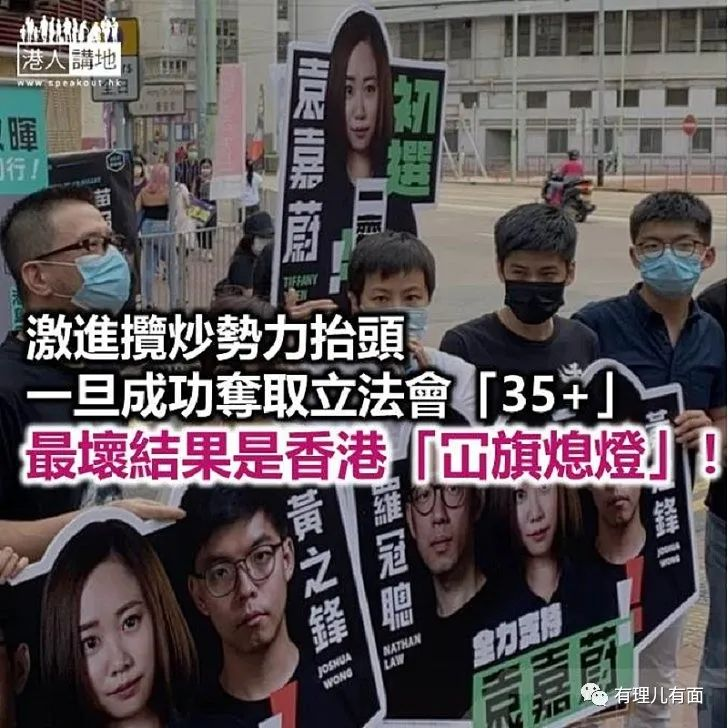 港人講地
www.speakout.hk
初選
袁嘉蔚
TIFFANY
激進攬炒勢力抬頭
一旦成功奪取立法會「35+」
最壞結果是香港「冚旗熄燈」！
黃之鋒
JOSHUA
WONG
羅冠聰
NATHAN
LAW
鋒
JOSHUA
WONG
全力支持
袁嘉蔚
有理儿有面